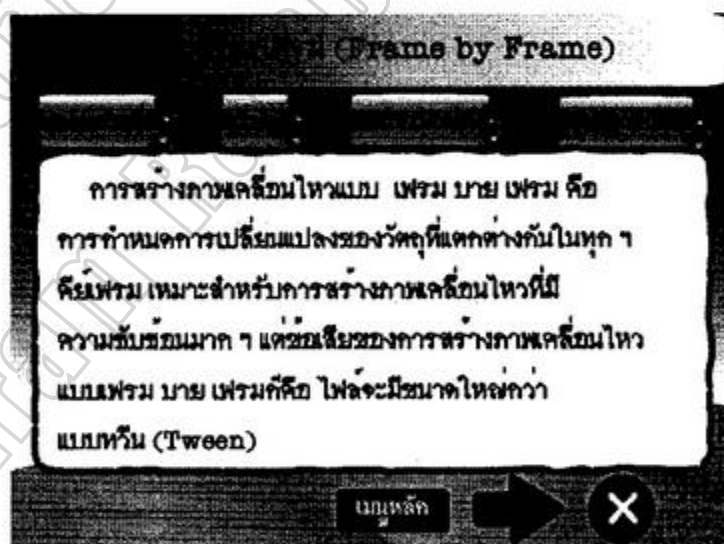 (Frame by Frame)
การสร้างภาพเคลื่อนไหวแบบ เฟรม บาย เฟรม คือ
การกำหนดการเปลี่ยนแปลงของวัตถุที่แตกต่างกันในทุก ๆ
คีย์เฟรม เหมาะสำหรับการสร้างภาพเคลื่อนไหวที่มี
ความซับซ้อนมาก ๆ แต่ข้อเสียของการสร้างภาพเคลื่อนไหว
แบบเฟรม บาย เฟรมก็คือ ไฟล์จะมีขนาดใหญ่กว่า
แบบทวีน (Tween)
เมนูหลัก